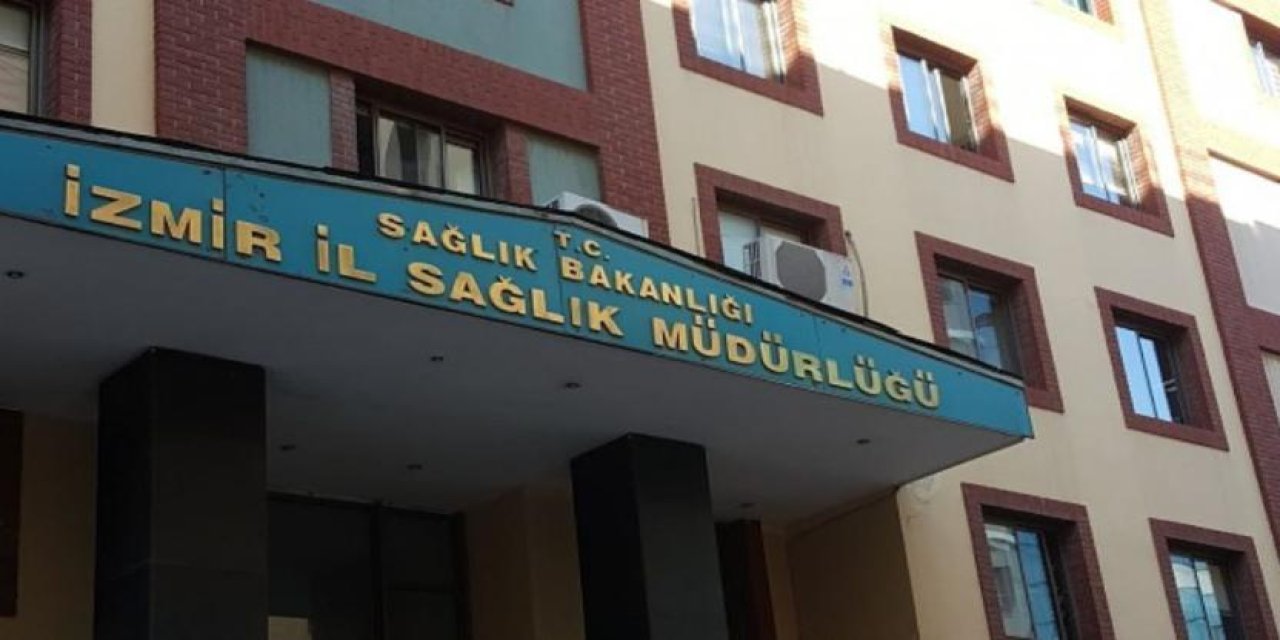 T.C.
SAĞLIK BAKANLIĞI
İZMİR İL SAĞLIK MÜDÜRLÜĞÜ